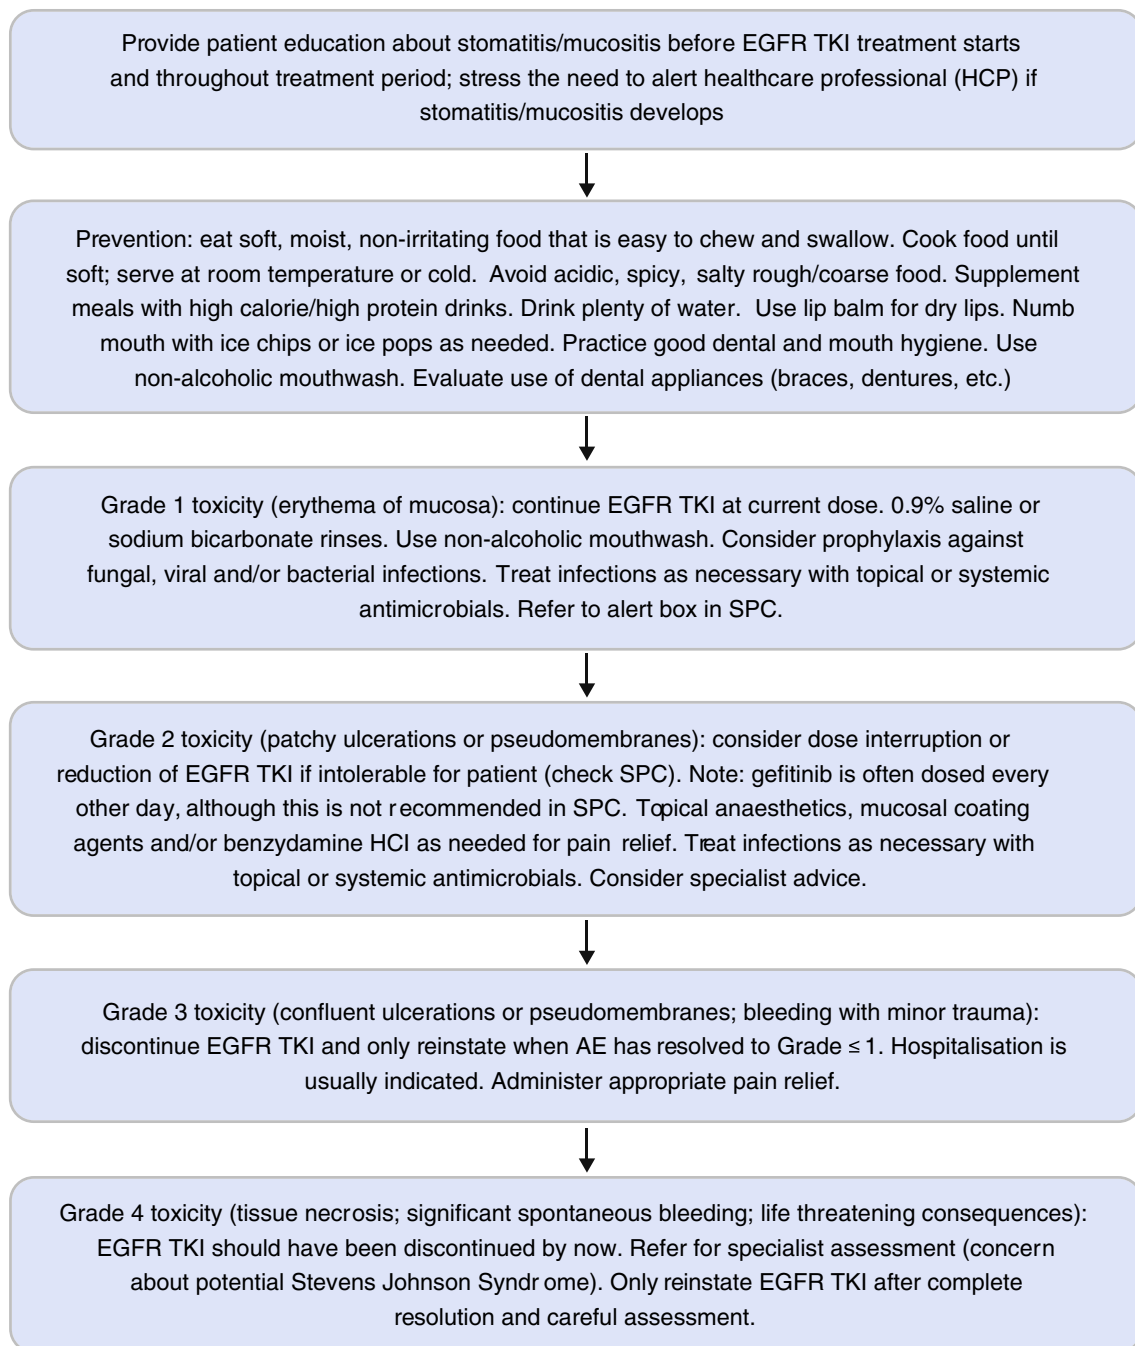 Provide patient education about stomatitis/mucositis before EGFR TKI treatment starts
and throughout treatment period; stress the need to alert healthcare professional (HCP) if
stomatitis/mucositis develops
Prevention: eat soft, moist, non-irritating food that is easy to chew and swallow. Cook food until
soft; serve at room temperature or cold. Avoid acidic, spicy, salty rough/coarse food. Supplement
meals with high calorie/high protein drinks. Drink plenty of water. Use lip balm for dry lips. Numb
mouth with ice chips or ice pops as needed. Practice good dental and mouth hygiene. Use
non-alcoholic mouthwash. Evaluate use of dental appliances (braces, dentures, etc.)
Grade 1 toxicity (erythema of mucosa): continue EGFR TKI at current dose. 0.9% saline or
sodium bicarbonate rinses. Use non-alcoholic mouthwash. Consider prophylaxis against
fungal, viral and/or bacterial infections. Treat infections as necessary with topical or systemic
antimicrobials. Refer to alert box in SPC.
Grade 2 toxicity (patchy ulcerations or pseudomembranes): consider dose interruption or
reduction of EGFR TKI if intolerable for patient (check SPC). Note: gefitinib is often dosed every
other day, although this is not recommended in SPC. Topical anaesthetics, mucosal coating
agents and/or benzydamine HCl as needed for pain relief. Treat infections as necessary with
topical or systemic antimicrobials. Consider specialist advice.
Grade 3 toxicity (confluent ulcerations or pseudomembranes; bleeding with minor trauma):
discontinue EGFR TKI and only reinstate when AE has resolved to Grade ≤ 1. Hospitalisation is
usually indicated. Administer appropriate pain relief.
Grade 4 toxicity (tissue necrosis; significant spontaneous bleeding; life threatening consequences):
EGFR TKI should have been discontinued by now. Refer for specialist assessment (concern
about potential Stevens Johnson Syndrome). Only reinstate EGFR TKI after complete
resolution and careful assessment.